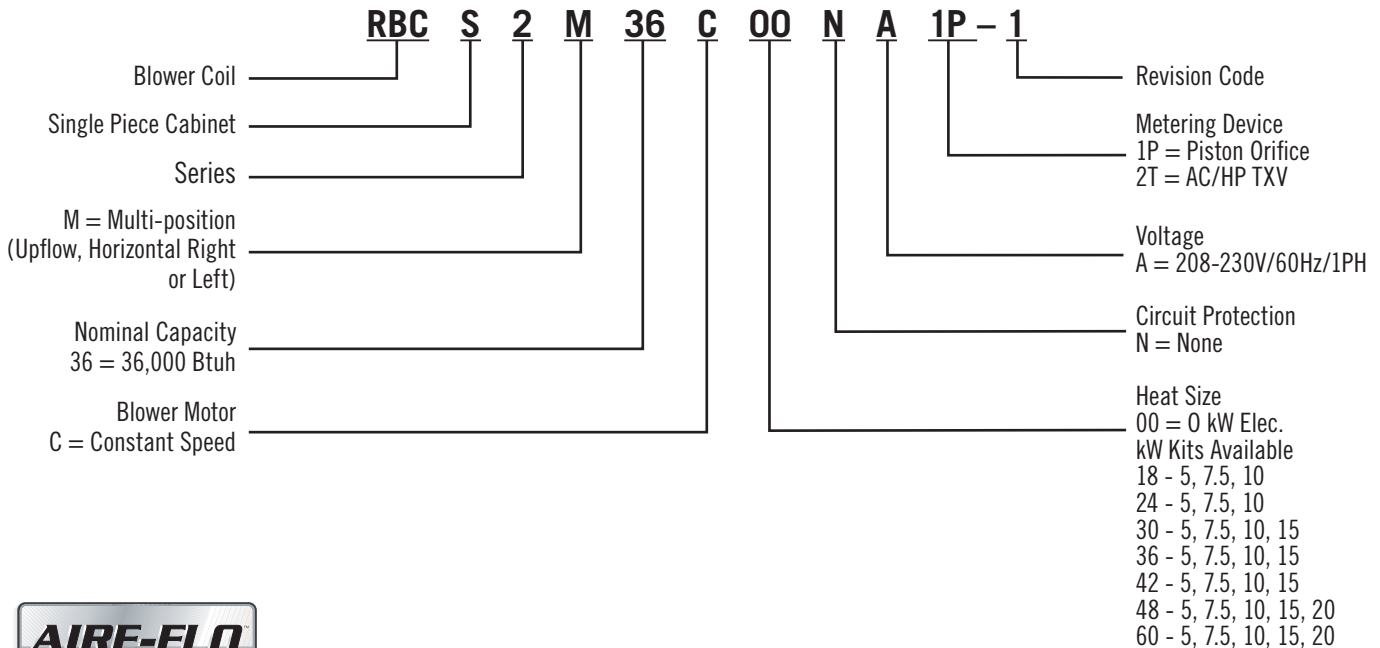 RBC S 2 M 36 C 00 N A 1P – 1
Blower Coil
Single Piece Cabinet
Series
M = Multi-position
(Upflow, Horizontal Right
or Left)
Nominal Capacity
36 = 36,000 Btuh
Blower Motor
C = Constant Speed
Revision Code
Metering Device
1P = Piston Orifice
2T = AC/HP TXV
Voltage
A = 208-230V/60Hz/1PH
Circuit Protection
N = None
Heat Size
00 = 0 kW Elec.
kW Kits Available
18 - 5, 7.5, 10
24 - 5, 7.5, 10
30 - 5, 7.5, 10, 15
36 - 5, 7.5, 10, 15
42 - 5, 7.5, 10, 15
48 - 5, 7.5, 10, 15, 20
60 - 5, 7.5, 10, 15, 20
AIRE-FLO™